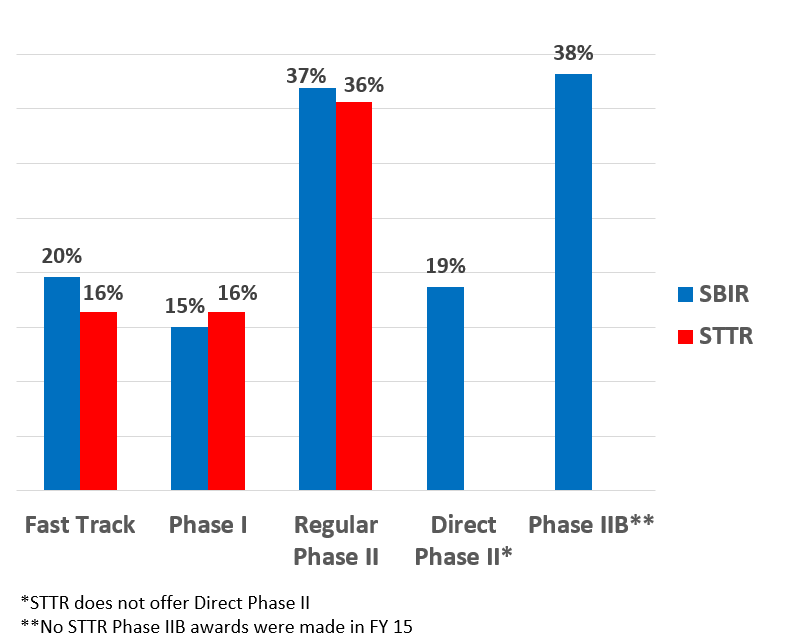 38%
37%
36%
20%
19%
16%
16%
15%
SBIR
STTR
Fast Track
Phase I
Regular
Phase II
Direct
Phase II*
Phase IIB**
*STTR does not offer Direct Phase II
**No STTR Phase IIB awards were made in FY 15